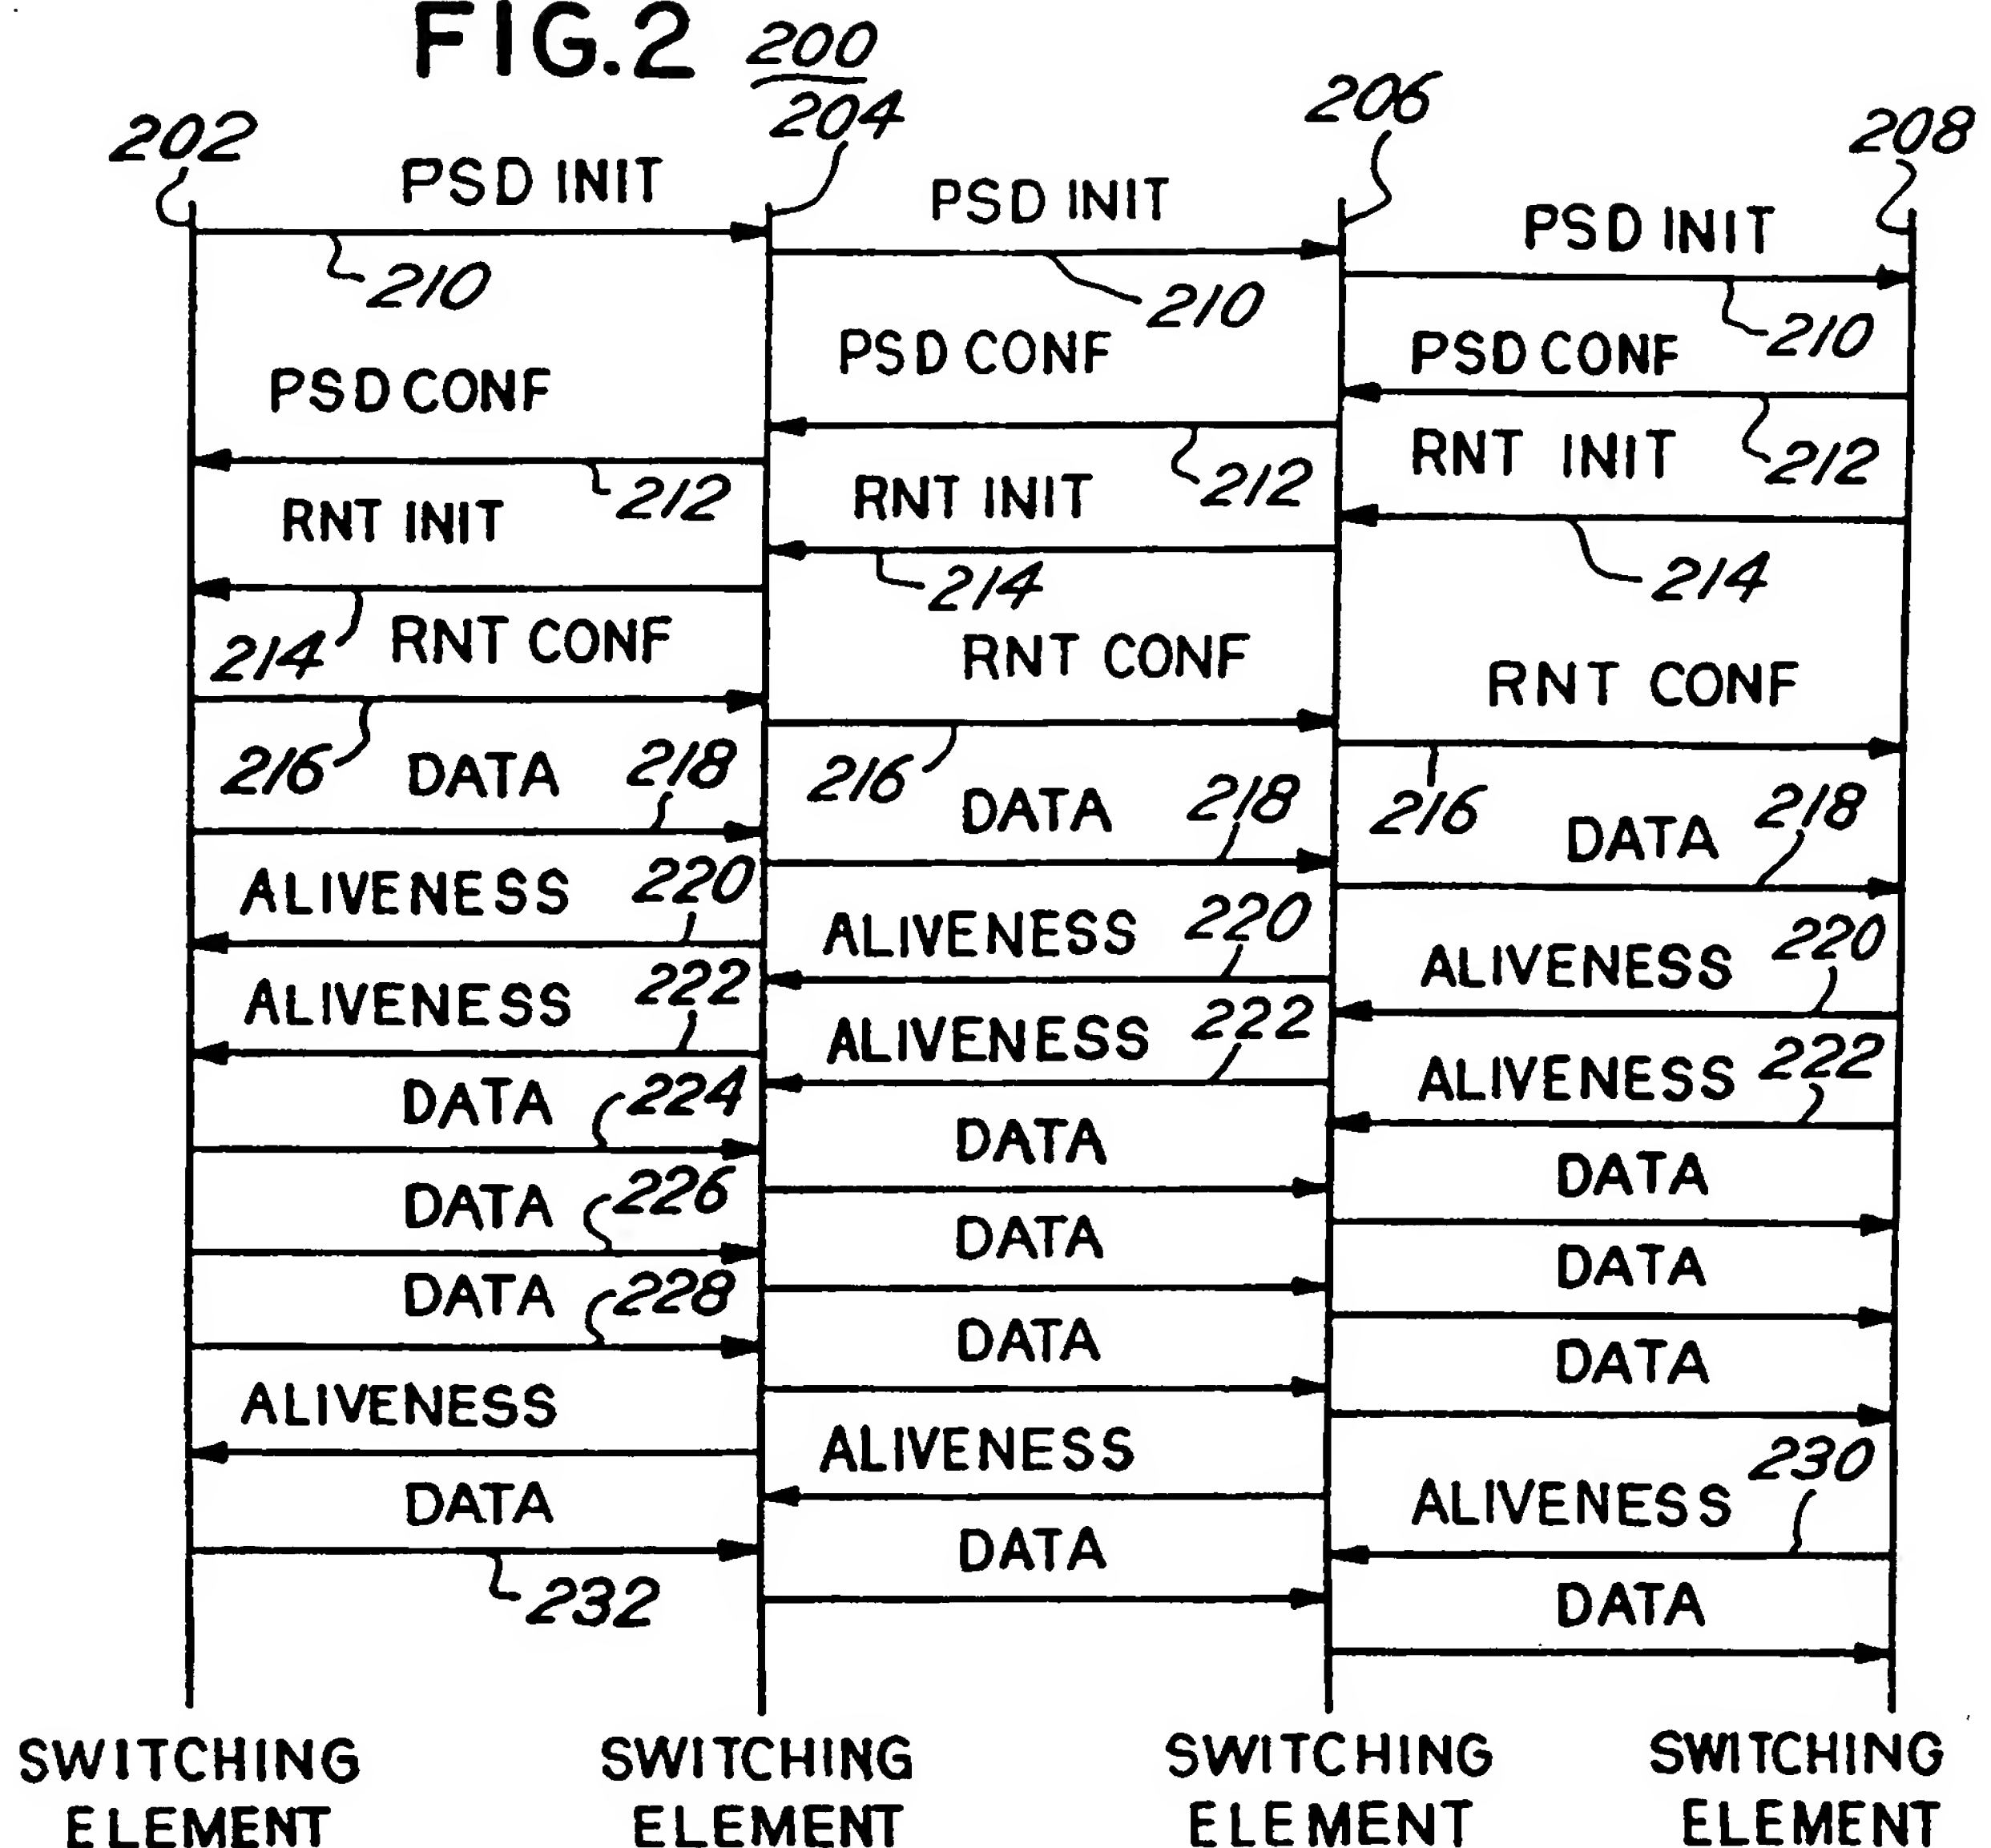 FIG.2 200
202 204 206 208
PSD INIT PSD INIT PSD INIT
210 210 210
PSD CONF PSD CONF PSD CONF
212 212 212
RNT INIT RNT INIT RNT INIT
214 214 214
RNT CONF RNT CONF RNT CONF
216 216 216
DATA 218 DATA 218 DATA 218
ALIVENESS 220 ALIVENESS 220 ALIVENESS 220
ALIVENESS 222 ALIVENESS 222 ALIVENESS 222
DATA 224 DATA DATA
DATA 226 DATA DATA
DATA 228 DATA DATA
ALIVENESS ALIVENESS ALIVENESS 230
DATA DATA DATA
232
SWITCHING SWITCHING SWITCHING SWITCHING
ELEMENT ELEMENT ELEMENT ELEMENT